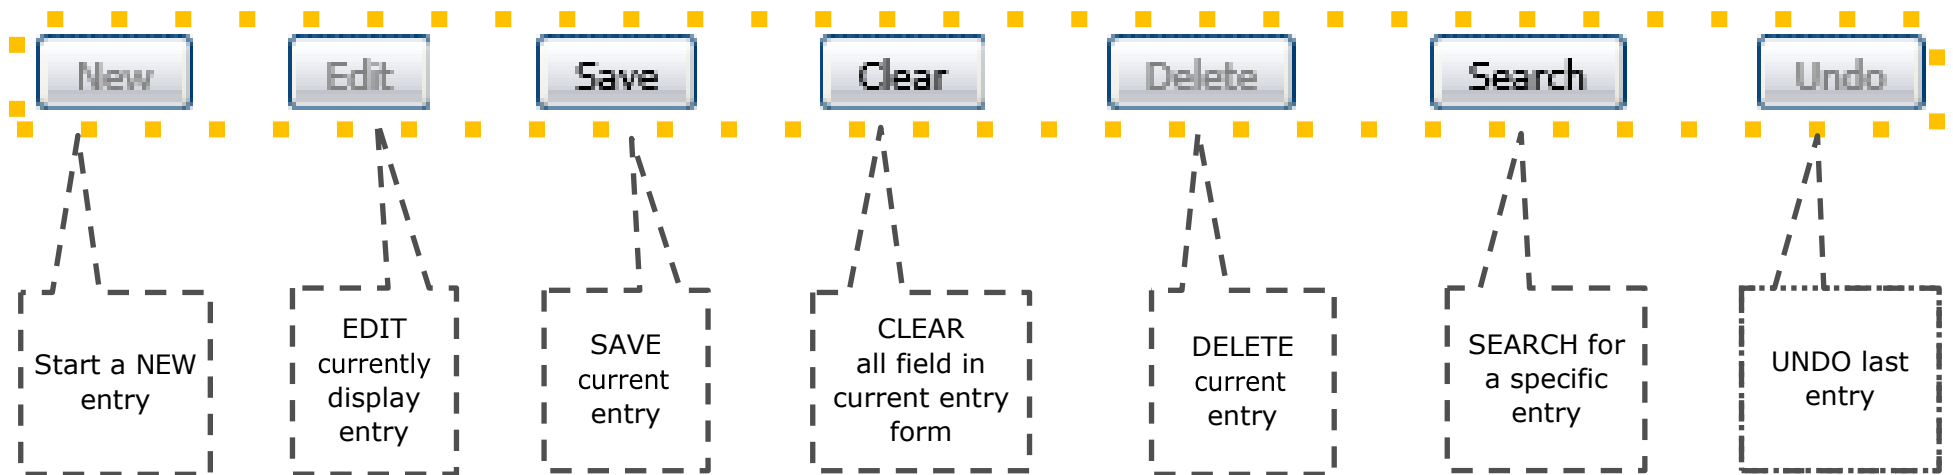 New
Edit
Save
Clear
Delete
Search
Undo
Start a NEW
entry
EDIT
currently
display
entry
SAVE
current
entry
CLEAR
all field in
current entry
form
DELETE
current
entry
SEARCH for
a specific
entry
UNDO last
entry